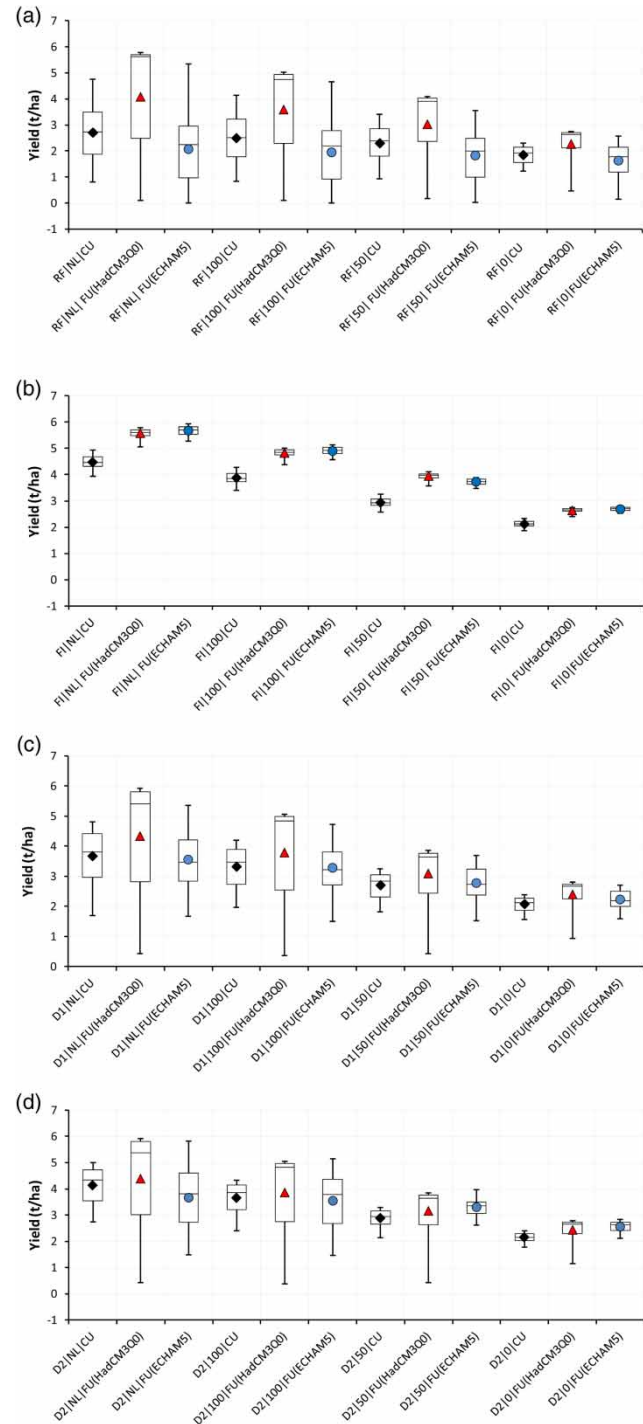 (a)
Yield (t/ha)
7
6
5
4
3
2
1
0
-1
RF|NL|CU
RF|NL| FU(HadCM3Q0)
RF|NL| FU(ECHAM5)
RF|100|CU
RF|100| FU(HadCM3Q0)
RF|100| FU(ECHAM5)
RF|50|CU
RF|50| FU(HadCM3Q0)
RF|50| FU(ECHAM5)
RF|0|CU
RF|0| FU(HadCM3Q0)
RF|0|FU(ECHAM5)
(b)
Yield (t/ha)
7
6
5
4
3
2
1
0
-1
FI|NL|CU
FI|NL| FU(HadCM3Q0)
FI|NL| FU(ECHAM5)
FI|100|CU
FI|100| FU(HadCM3Q0)
FI|100| FU(ECHAM5)
FI|50|CU
FI|50| FU(HadCM3Q0)
FI|50| FU(ECHAM5)
FI|0|CU
FI|0| FU(HadCM3Q0)
FI|0|FU(ECHAM5)
(c)
Yield (t/ha)
7
6
5
4
3
2
1
0
D1|NL|CU
D1|NL|FU(HadCM3Q0)
D1|NL|FU(ECHAM5)
D1|100|CU
D1|100|FU(HadCM3Q0)
D1|100|FU(ECHAM5)
D1|50|CU
D1|50|FU(HadCM3Q0)
D1|50|FU(ECHAM5)
D1|0|CU
D1|0|FU(HadCM3Q0)
D1|0|FU(ECHAM5)
(d)
Yield (t/ha)
7
6
5
4
3
2
1
0
-1
D2|NL|CU
D2|NL|FU(HadCM3Q0)
D2|NL|FU(ECHAM5)
D2|100|CU
D2|100|FU(HadCM3Q0)
D2|100|FU(ECHAM5)
D2|50|CU
D2|50|FU(HadCM3Q0)
D2|50|FU(ECHAM5)
D2|0|CU
D2|0|FU(HadCM3Q0)
D2|0|FU(ECHAM5)